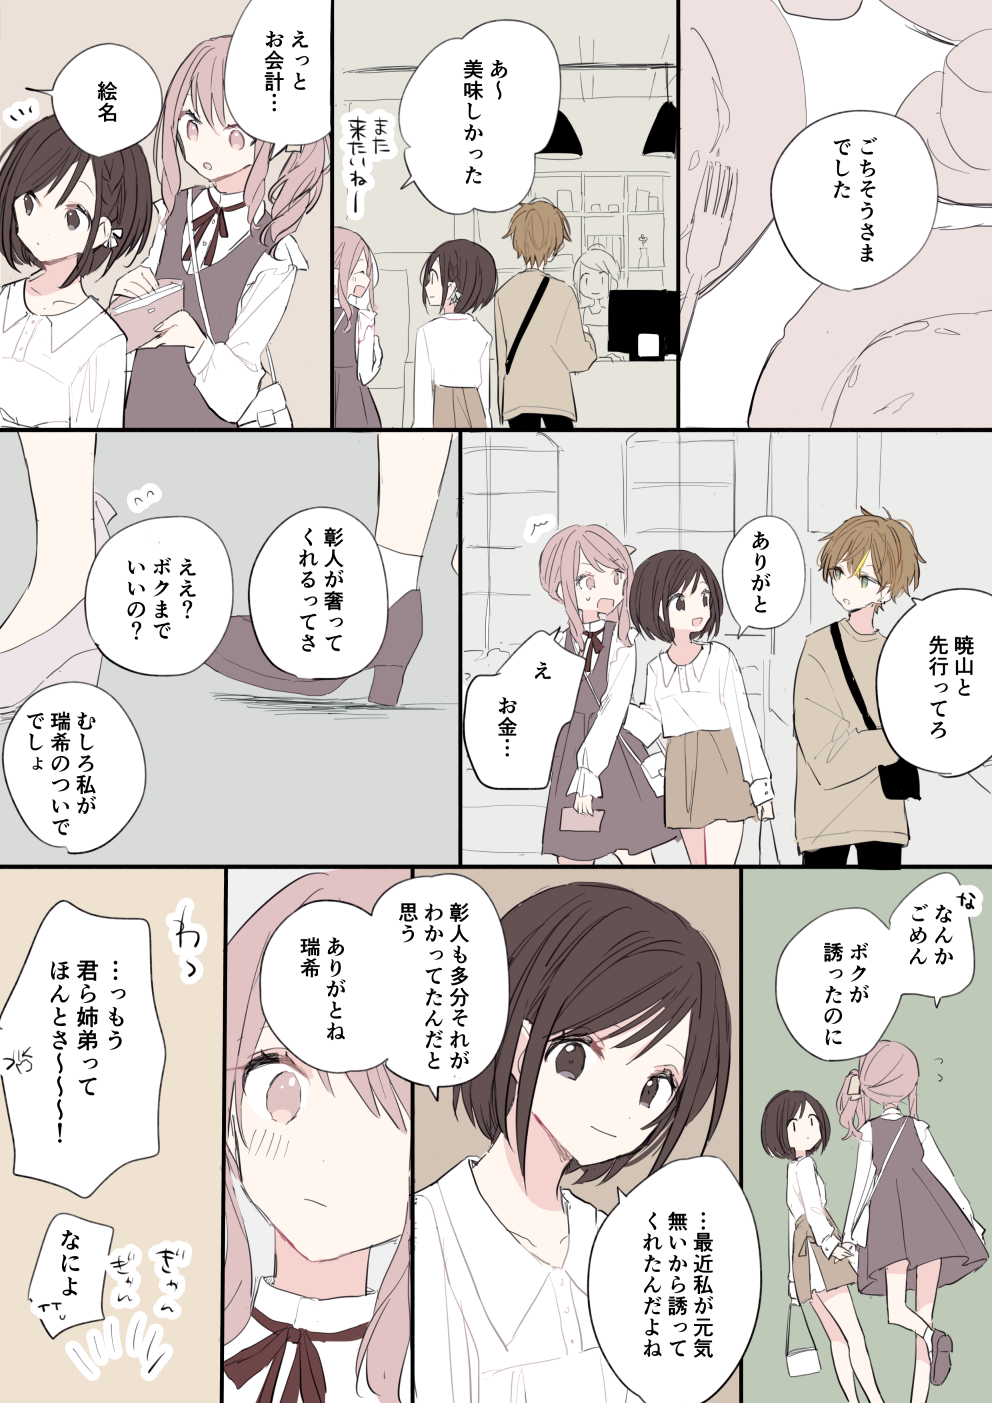 ごちそうさま
でした
あ～
美味しかった
また
来たいねー
えっと
お会計…
絵名
暁山と
先行ってろ
ありがと
え
お金…
彰人が奢って
くれるってさ
ええ？
ボクまで
いいの？
むしろ私が
瑞希のついで
でしょ
な
なんか
ごめん
ボクが
誘ったのに
…最近私が元気
無いから誘って
くれたんだよね
彰人も多分それが
わかってたんだと
思う
ありがとね
瑞希
わっ
…っもう
君ら姉弟って
ほんとさ～～～！
ぎゅん
ぎゅん
なによ